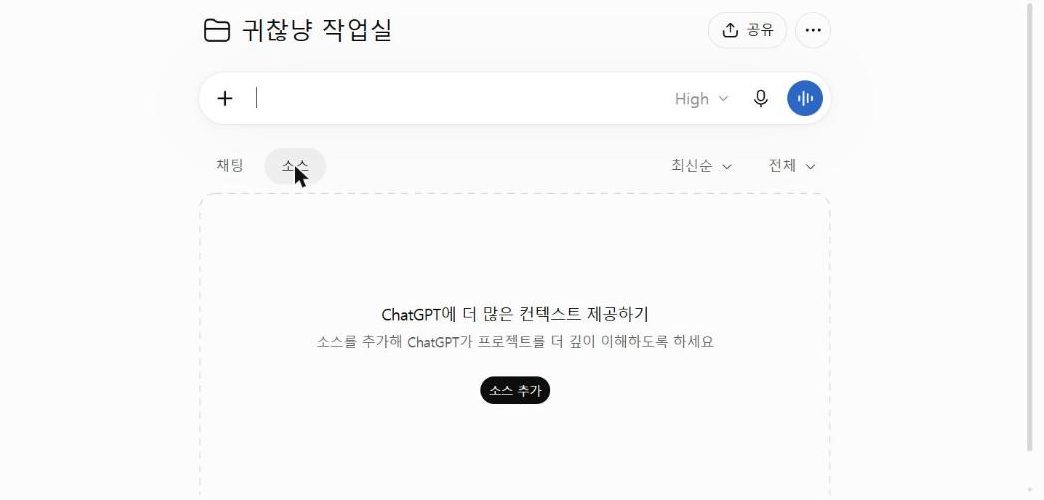 귀찮냥 작업실
공유
High
채팅
소스
최신순
전체
ChatGPT에 더 많은 컨텍스트 제공하기
소스를 추가해 ChatGPT가 프로젝트를 더 깊이 이해하도록 하세요
소스 추가